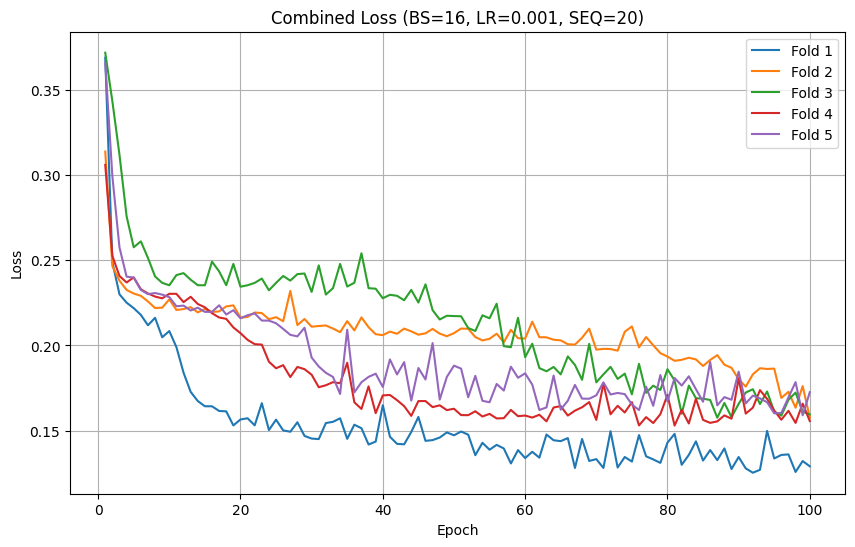 Combined Loss (BS=16, LR=0.001, SEQ=20)
Fold 1
Fold 2
Fold 3
Fold 4
Fold 5
Loss
0.35
0.30
0.25
0.20
0.15
0
20
40
60
80
100
Epoch